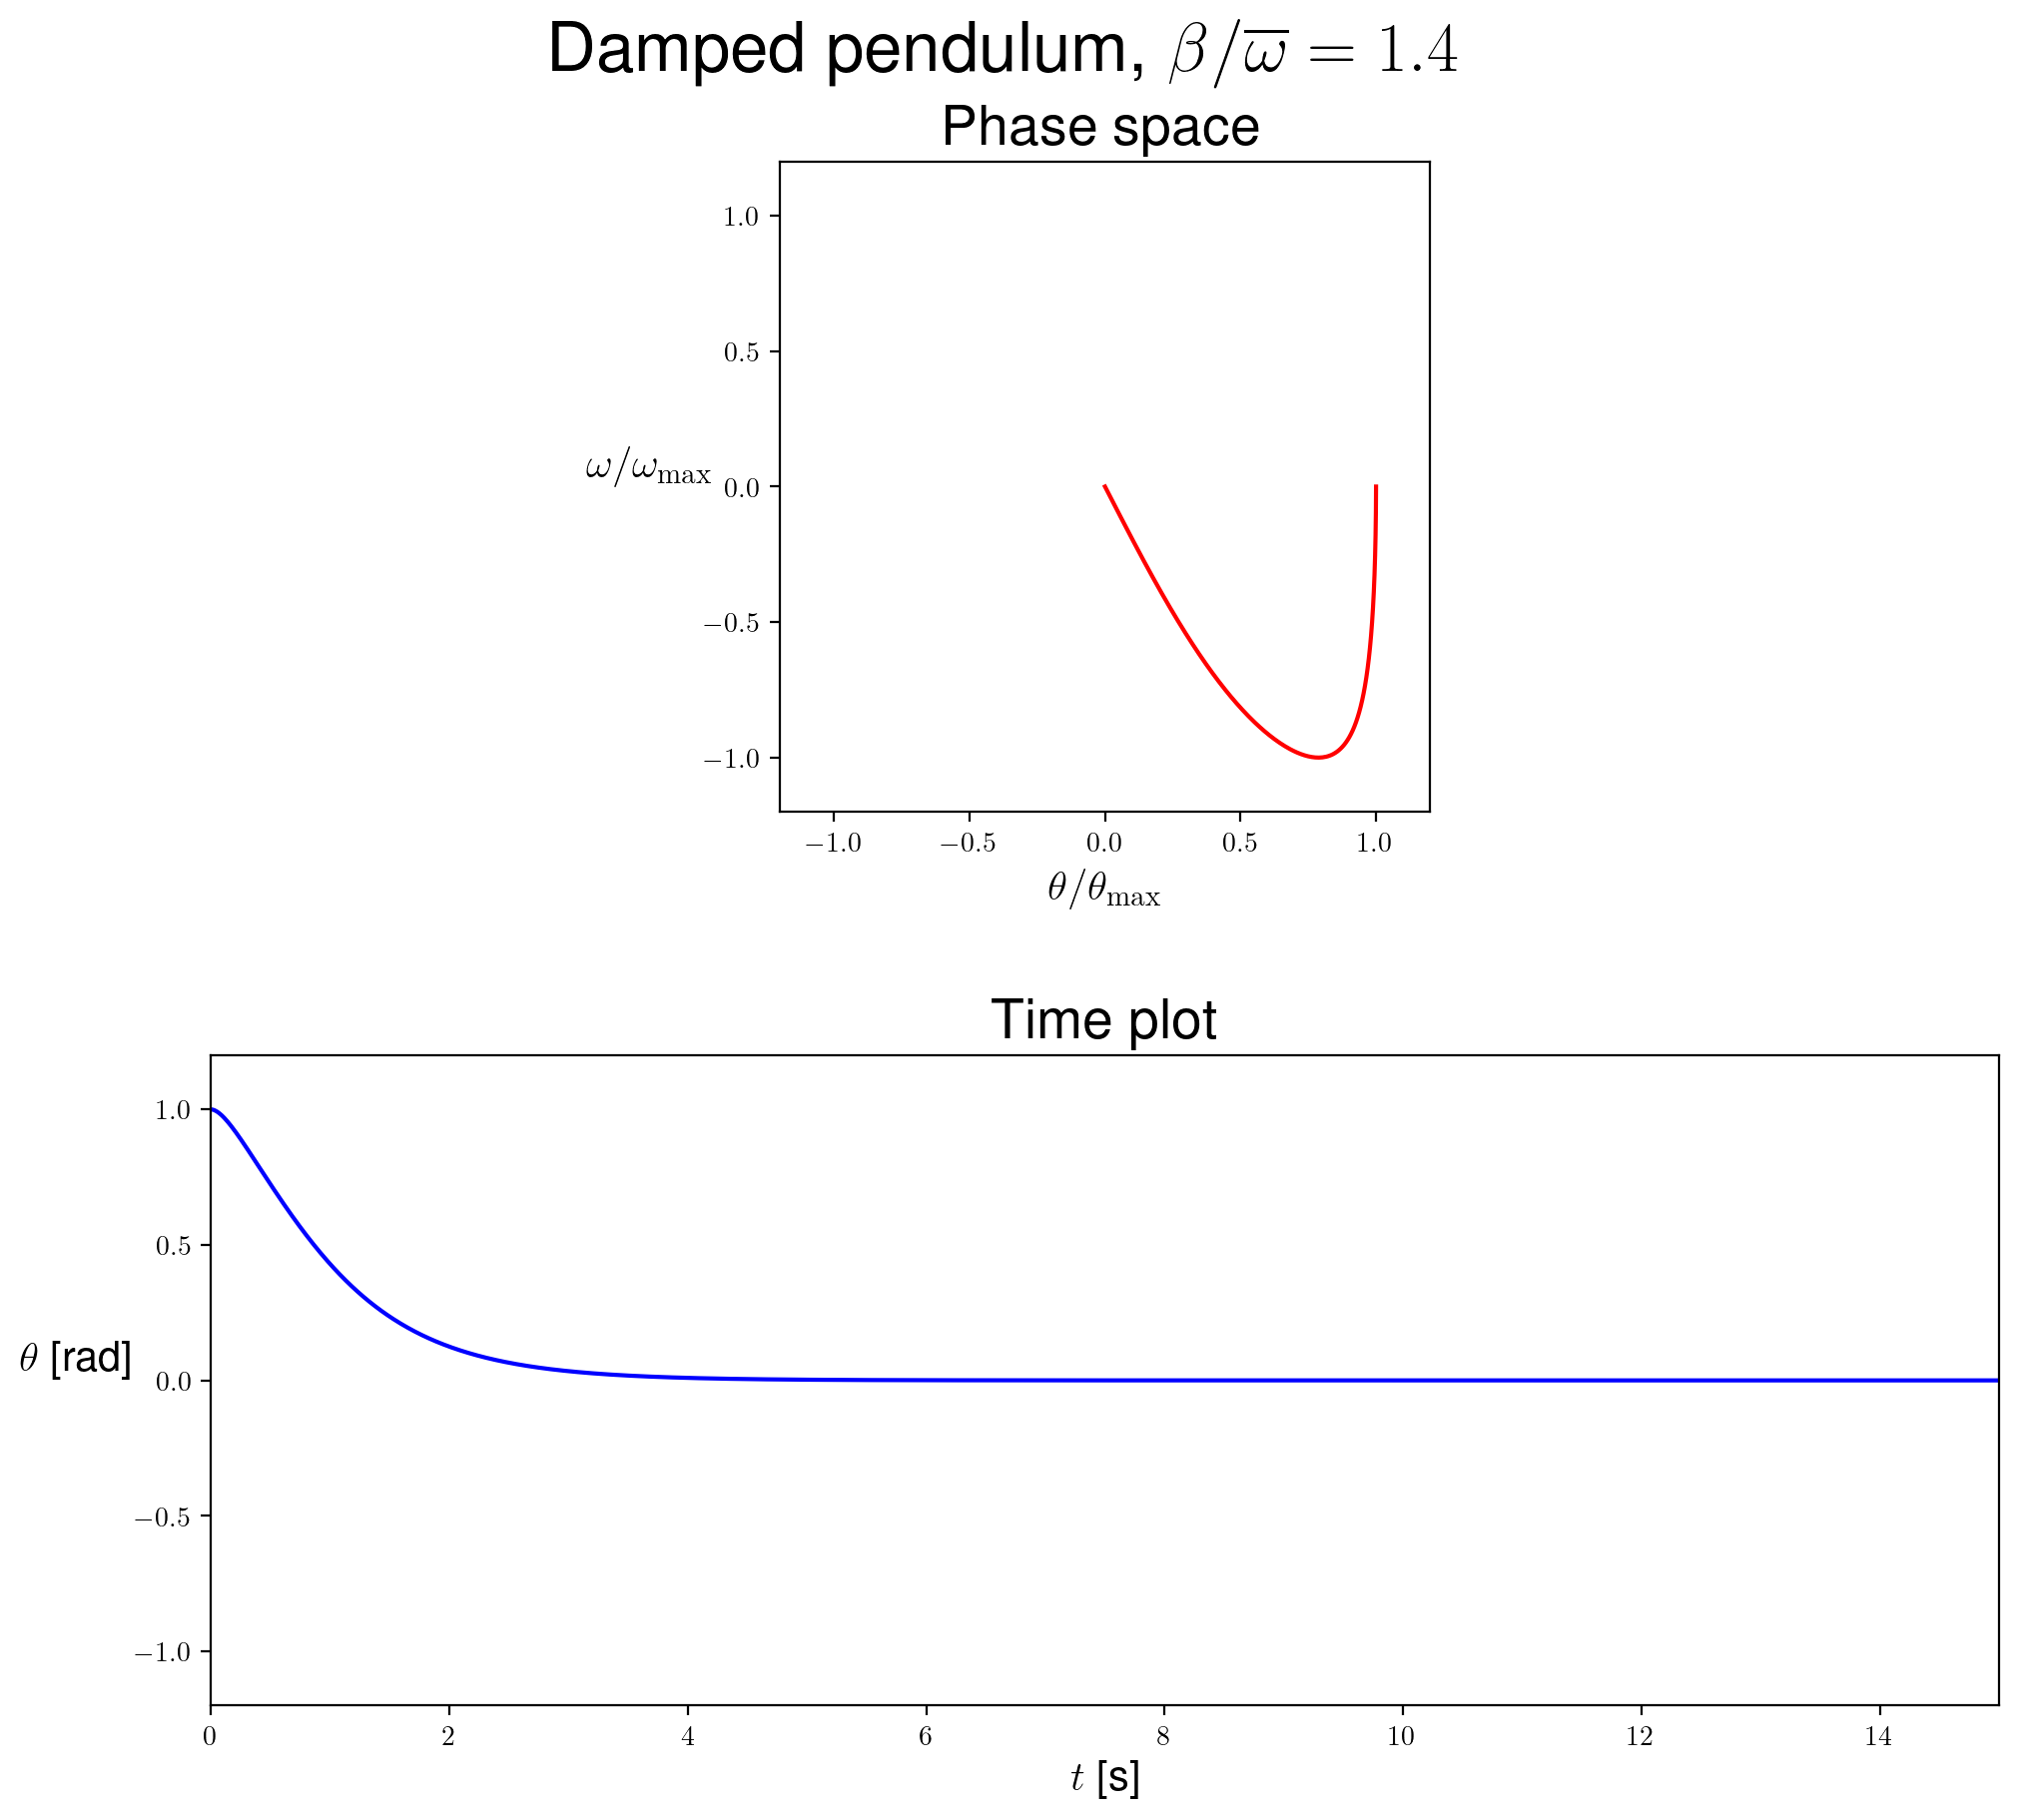 Damped pendulum, β/ω̅ = 1.4
Phase space
1.0
0.5
ω/ω_max 0.0
−0.5
−1.0
−1.0 −0.5 0.0 0.5 1.0
θ/θ_max
Time plot
1.0
0.5
θ [rad]
0.0
−0.5
−1.0
0 2 4 6 8 10 12 14
t [s]